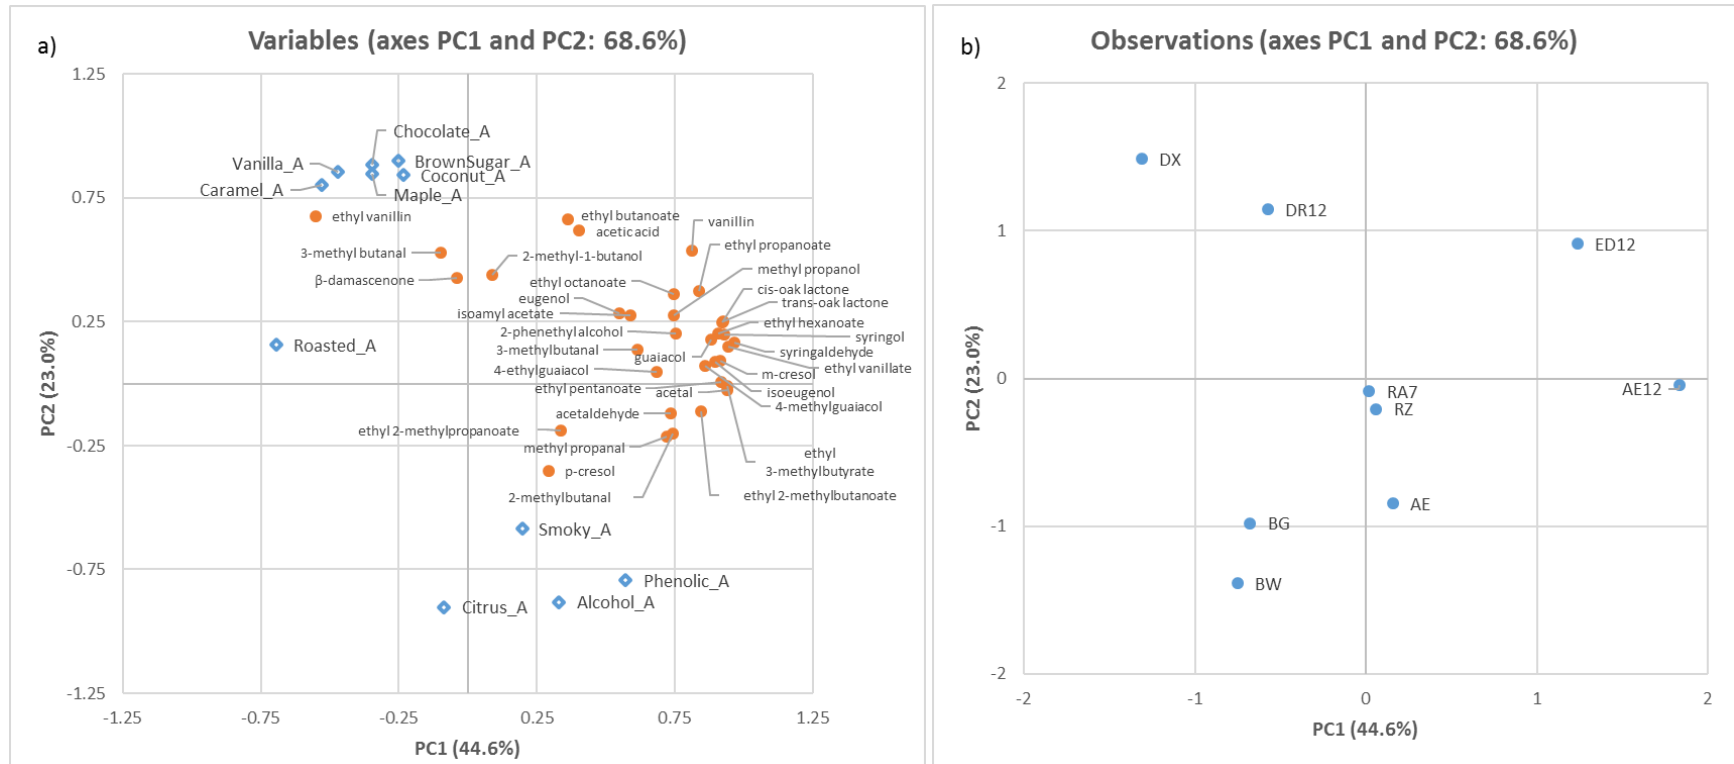 a)
Variables (axes PC1 and PC2: 68.6%)
1.25
Chocolate_A
Vanilla_A
BrownSugar_A
Coconut_A
Caramel_A
Maple_A
0.75
ethyl vanillin
ethyl butanoate
vanillin
acetic acid
ethyl propanoate
3-methyl butanal
2-methyl-1-butanol
methyl propanol
β-damascenone
ethyl octanoate
cis-oak lactone
eugenol
trans-oak lactone
0.25
isoamyl acetate
ethyl hexanoate
2-phenethyl alcohol
syringol
Roasted_A
3-methylbutanal
guaiacol
syringaldehyde
4-ethylguaiacol
ethyl vanillate
m-cresol
ethyl pentanoate
acetal
isoeugenol
4-methylguaiacol
acetaldehyde
ethyl 2-methylpropanoate
-0.25
methyl propanal
ethyl
3-methylbutyrate
p-cresol
2-methylbutanal
ethyl 2-methylbutanoate
Smoky_A
-0.75
Phenolic_A
Citrus_A
Alcohol_A
-1.25
-1.25
-0.75
-0.25
0.25
0.75
1.25
PC2 (23.0%)
PC1 (44.6%)
b)
Observations (axes PC1 and PC2: 68.6%)
2
DX
DR12
1
ED12
0
RA7
AE12
RZ
AE
-1
BG
BW
-2
-2
-1
0
1
2
PC2 (23.0%)
PC1 (44.6%)